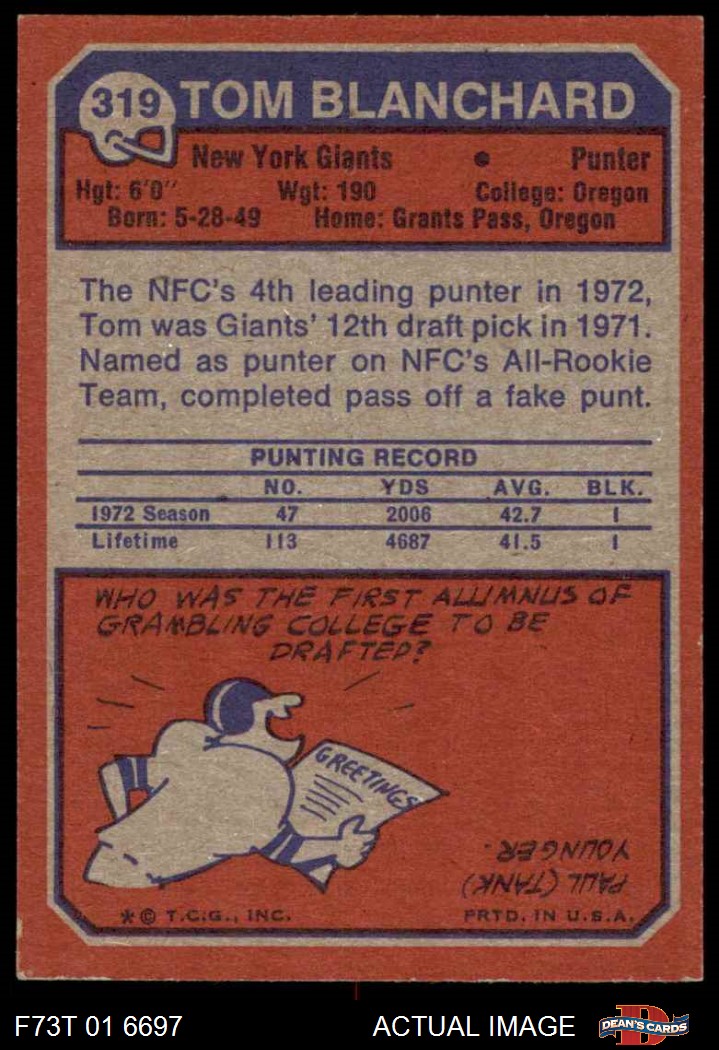 319 TOM BLANCHARD
New York Giants • Punter
Hgt: 6'0" Wgt: 190 College: Oregon
Born: 5-28-49 Home: Grants Pass, Oregon
The NFC's 4th leading punter in 1972,
Tom was Giants' 12th draft pick in 1971.
Named as punter on NFC's All-Rookie
Team, completed pass off a fake punt.
PUNTING RECORD
NO. YDS AVG. BLK.
1972 Season 47 2006 42.7 1
Lifetime 113 4687 41.5 1
WHO WAS THE FIRST ALUMNUS OF
GRAMBLING COLLEGE TO BE
DRAFTED?
GREETINGS
PAUL (TANK)
YOUNGER.
* © T.C.G., INC. PRTD. IN U.S.A.
F73T 01 6697 ACTUAL IMAGE D DEAN'S CARDS